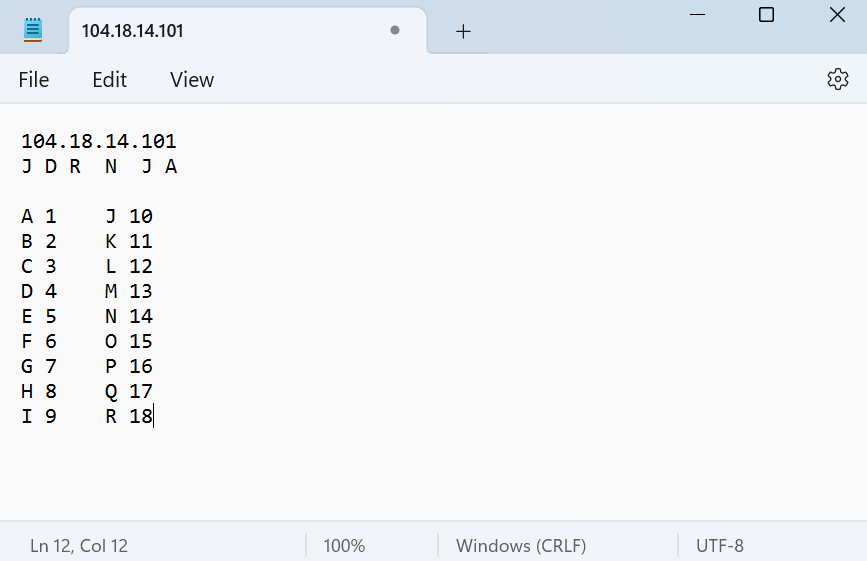 104.18.14.101
File Edit View
104.18.14.101
J D R N J A
A 1 J 10
B 2 K 11
C 3 L 12
D 4 M 13
E 5 N 14
F 6 O 15
G 7 P 16
H 8 Q 17
I 9 R 18
Ln 12, Col 12 100% Windows (CRLF) UTF-8